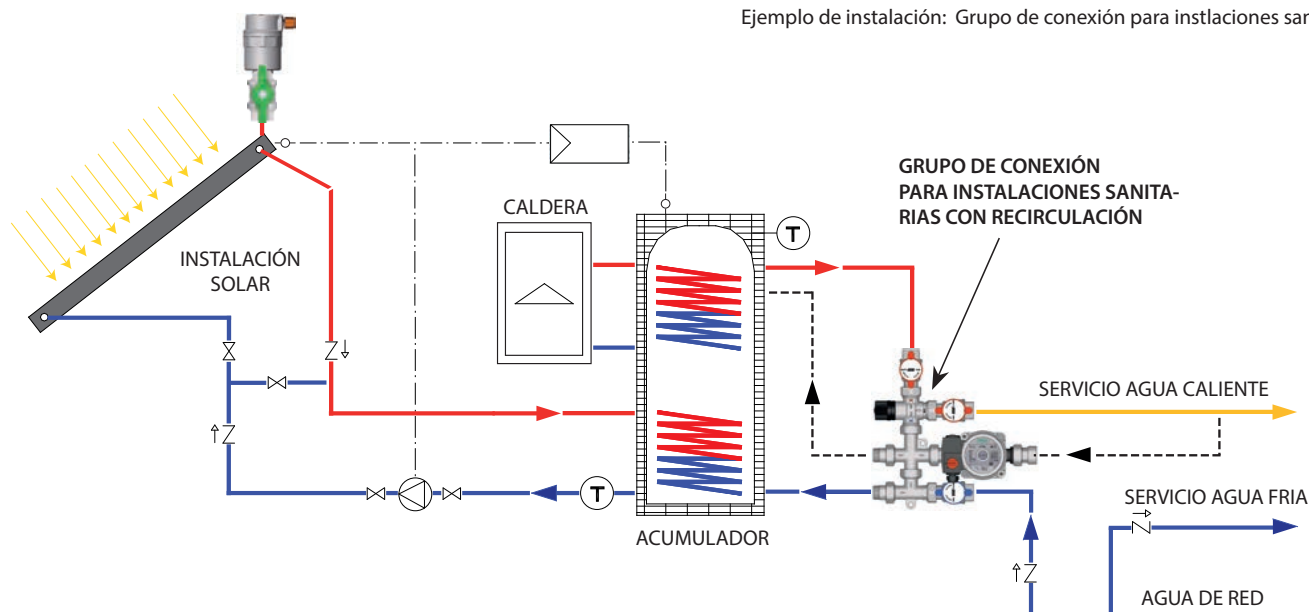 Ejemplo de instalación: Grupo de conexión para instlaciones sar
GRUPO DE CONEXIÓN
PARA INSTALACIONES SANITA-
RIAS CON RECIRCULACIÓN
CALDERA
T
INSTALACIÓN
SOLAR
SERVICIO AGUA CALIENTE
T
SERVICIO AGUA FRIA
ACUMULADOR
AGUA DE RED